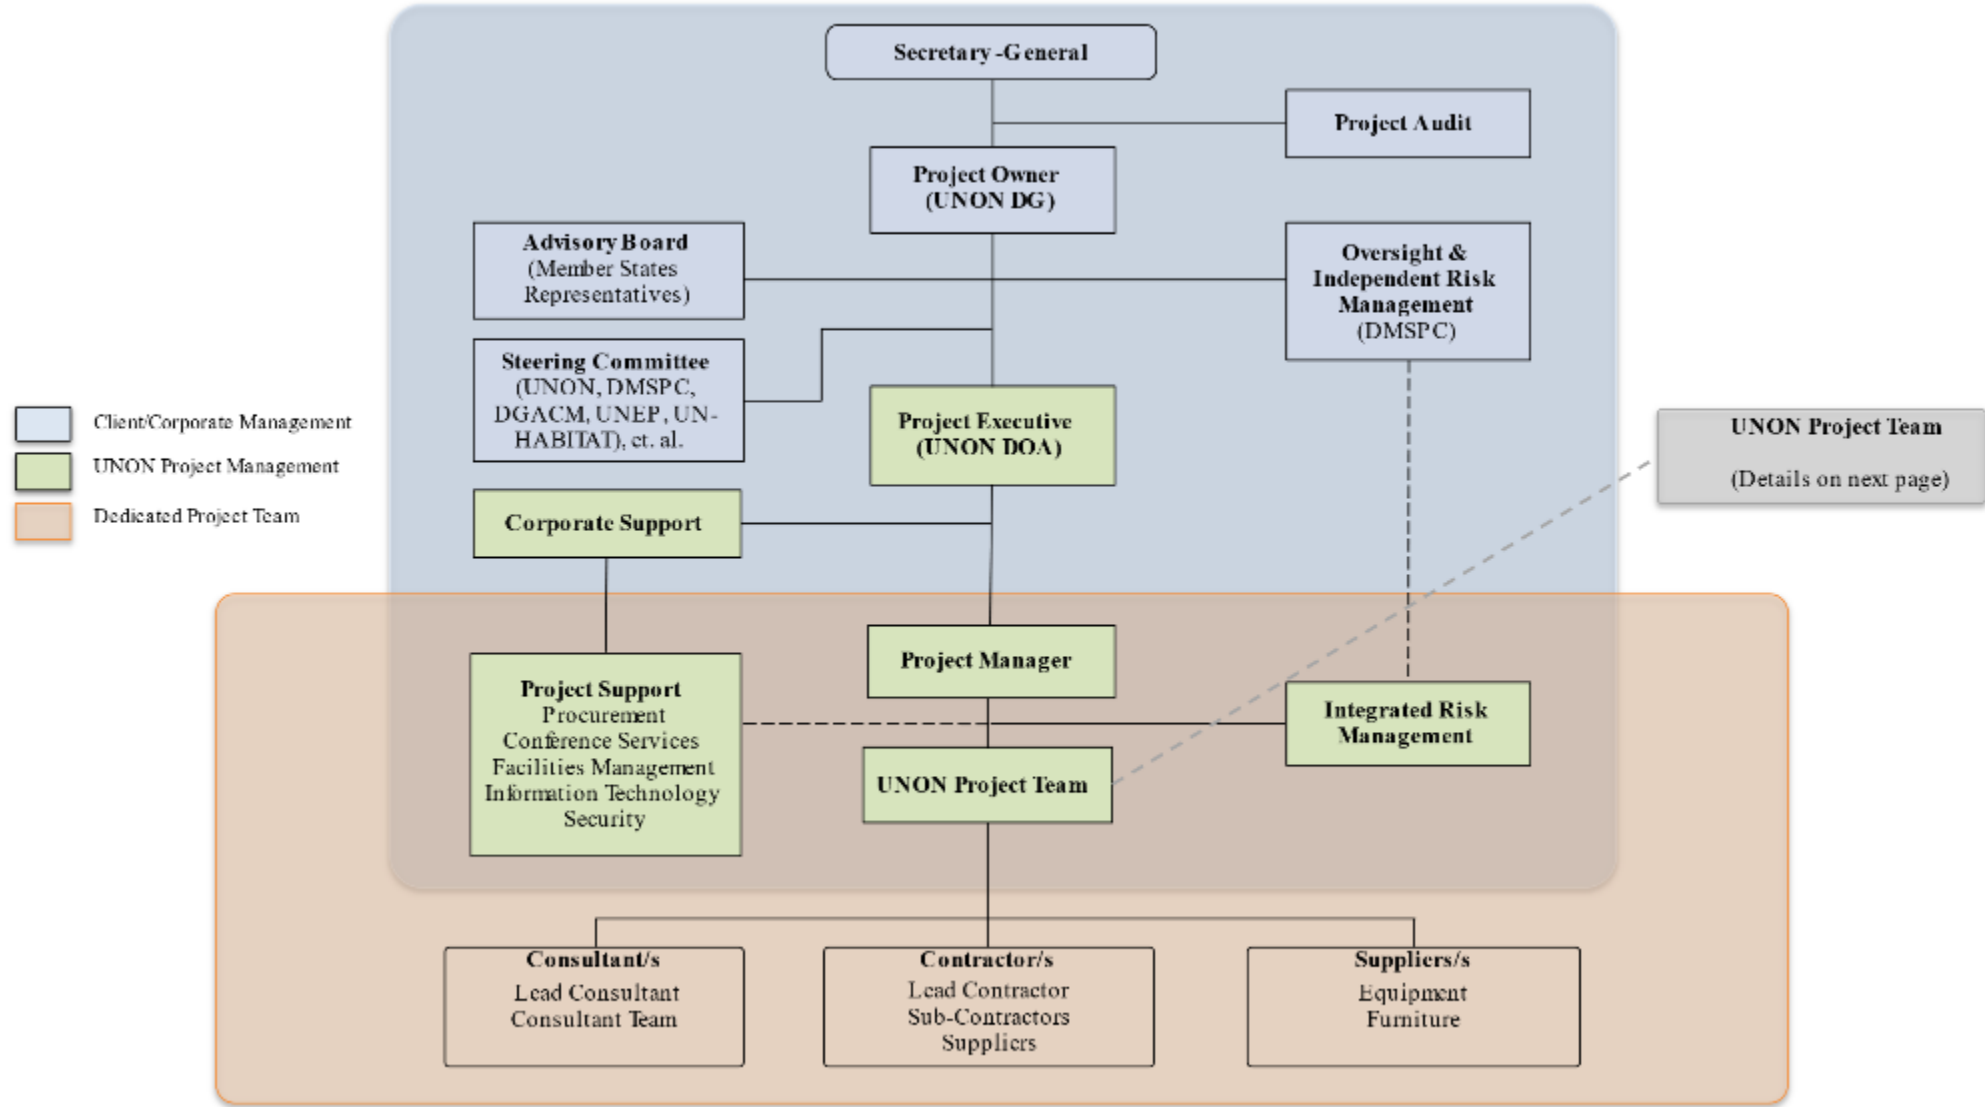 Secretary-General
Project Audit
Project Owner
(UNON DG)
Advisory Board
(Member States
Representatives)
Oversight &
Independent Risk
Management
(DMSPC)
Steering Committee
(UNON, DMSPC,
DGACM, UNEP, UN-
HABITAT), ct. al.
Project Executive
(UNON DOA)
Client/Corporate Management
UNON Project Management
Dedicated Project Team
UNON Project Team
(Details on next page)
Corporate Support
Project Manager
Project Support
Procurement
Conference Services
Facilities Management
Information Technology
Security
Integrated Risk
Management
UNON Project Team
Consultant/s
Lead Consultant
Consultant Team
Contractor/s
Lead Contractor
Sub-Contractors
Suppliers
Suppliers/s
Equipment
Furniture